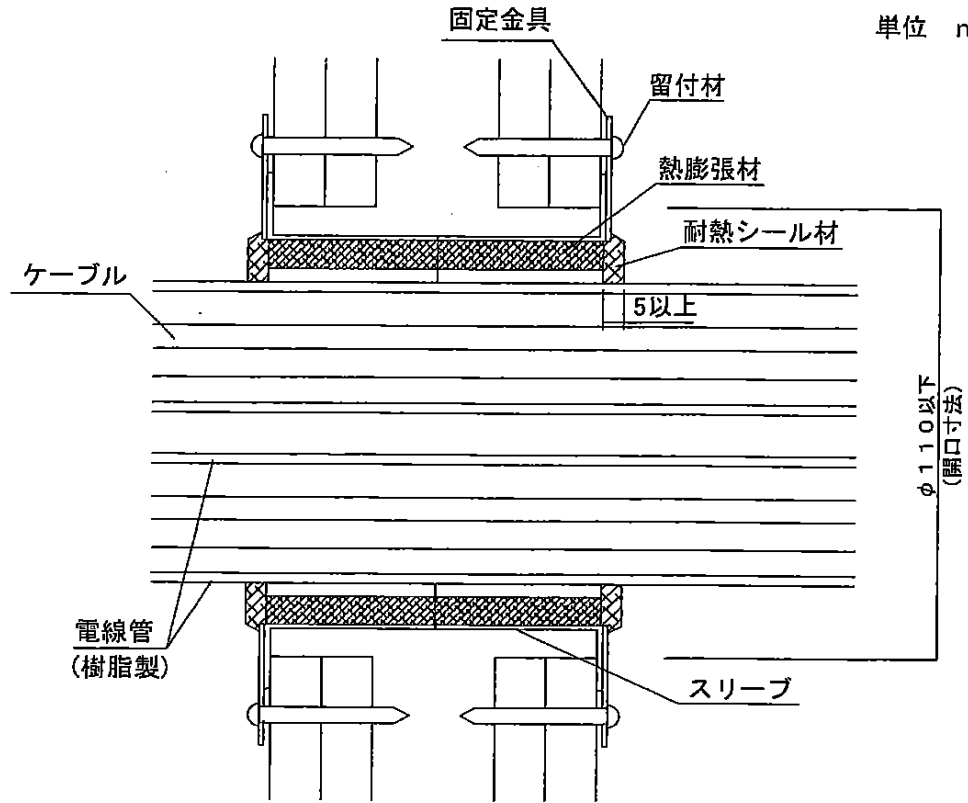 固定金具
単位
留付材
熱膨張材
耐熱シール材
ケーブル
5以上
φ110以下
(開口寸法)
電線管
(樹脂製)
スリーブ